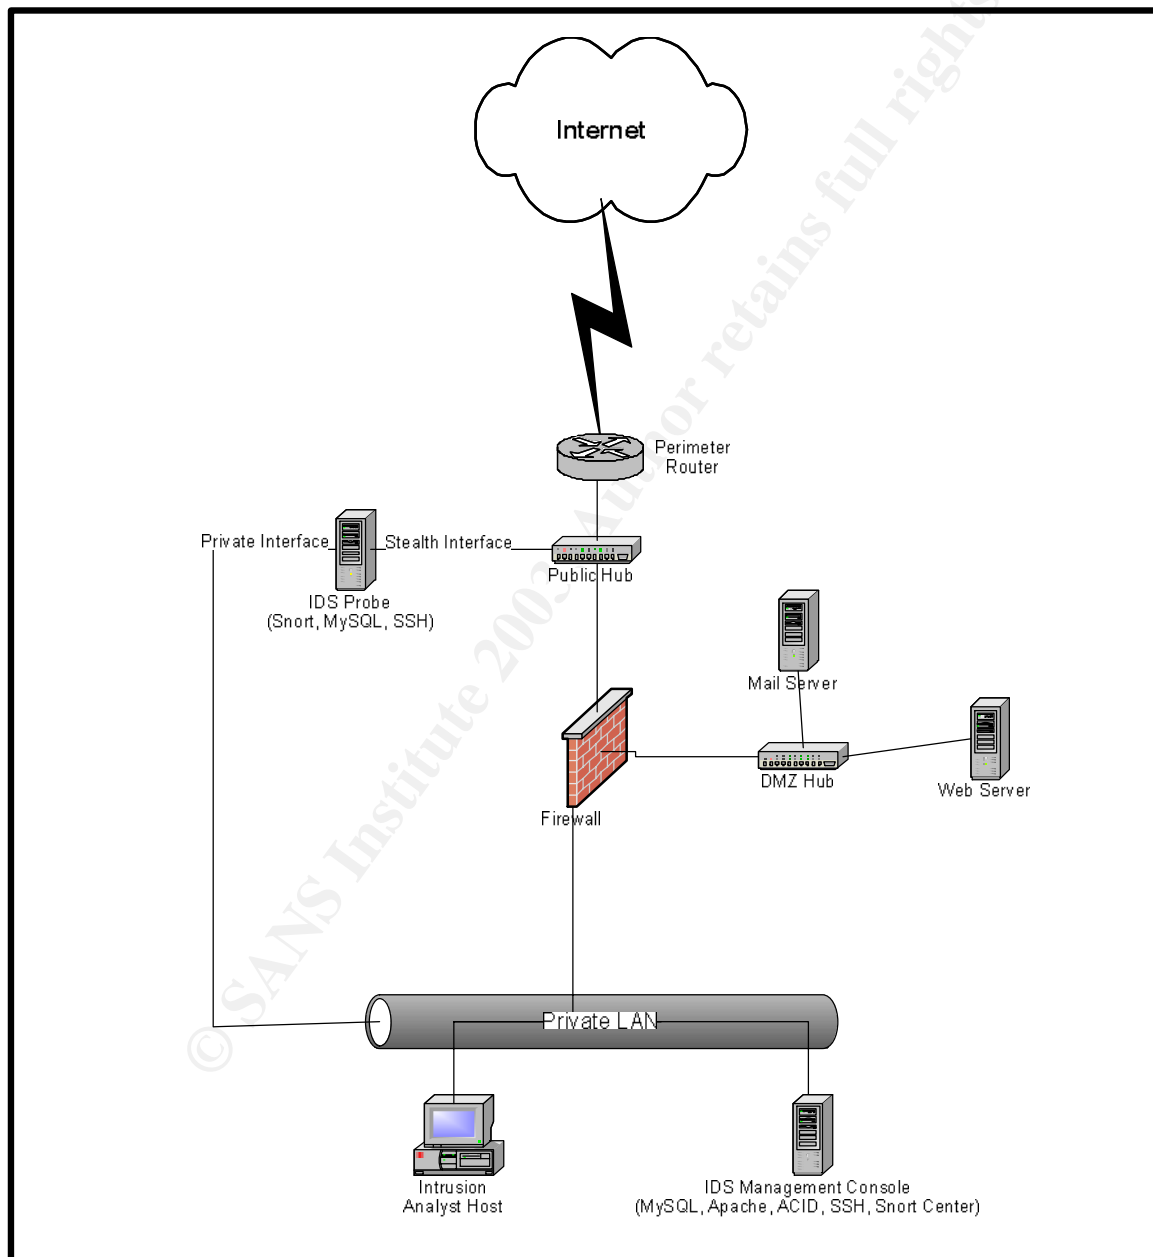 Internet
Perimeter
Router
Private Interface
Stealth Interface
Public Hub
IDS Probe
(Snort, MySQL, SSH)
Mail Server
DMZ Hub
Web Server
Firewall
Private LAN
Intrusion
Analyst Host
IDS Management Console
(MySQL, Apache, ACID, SSH, Snort Center)
© SANS Institute 2003, Author retains full rights